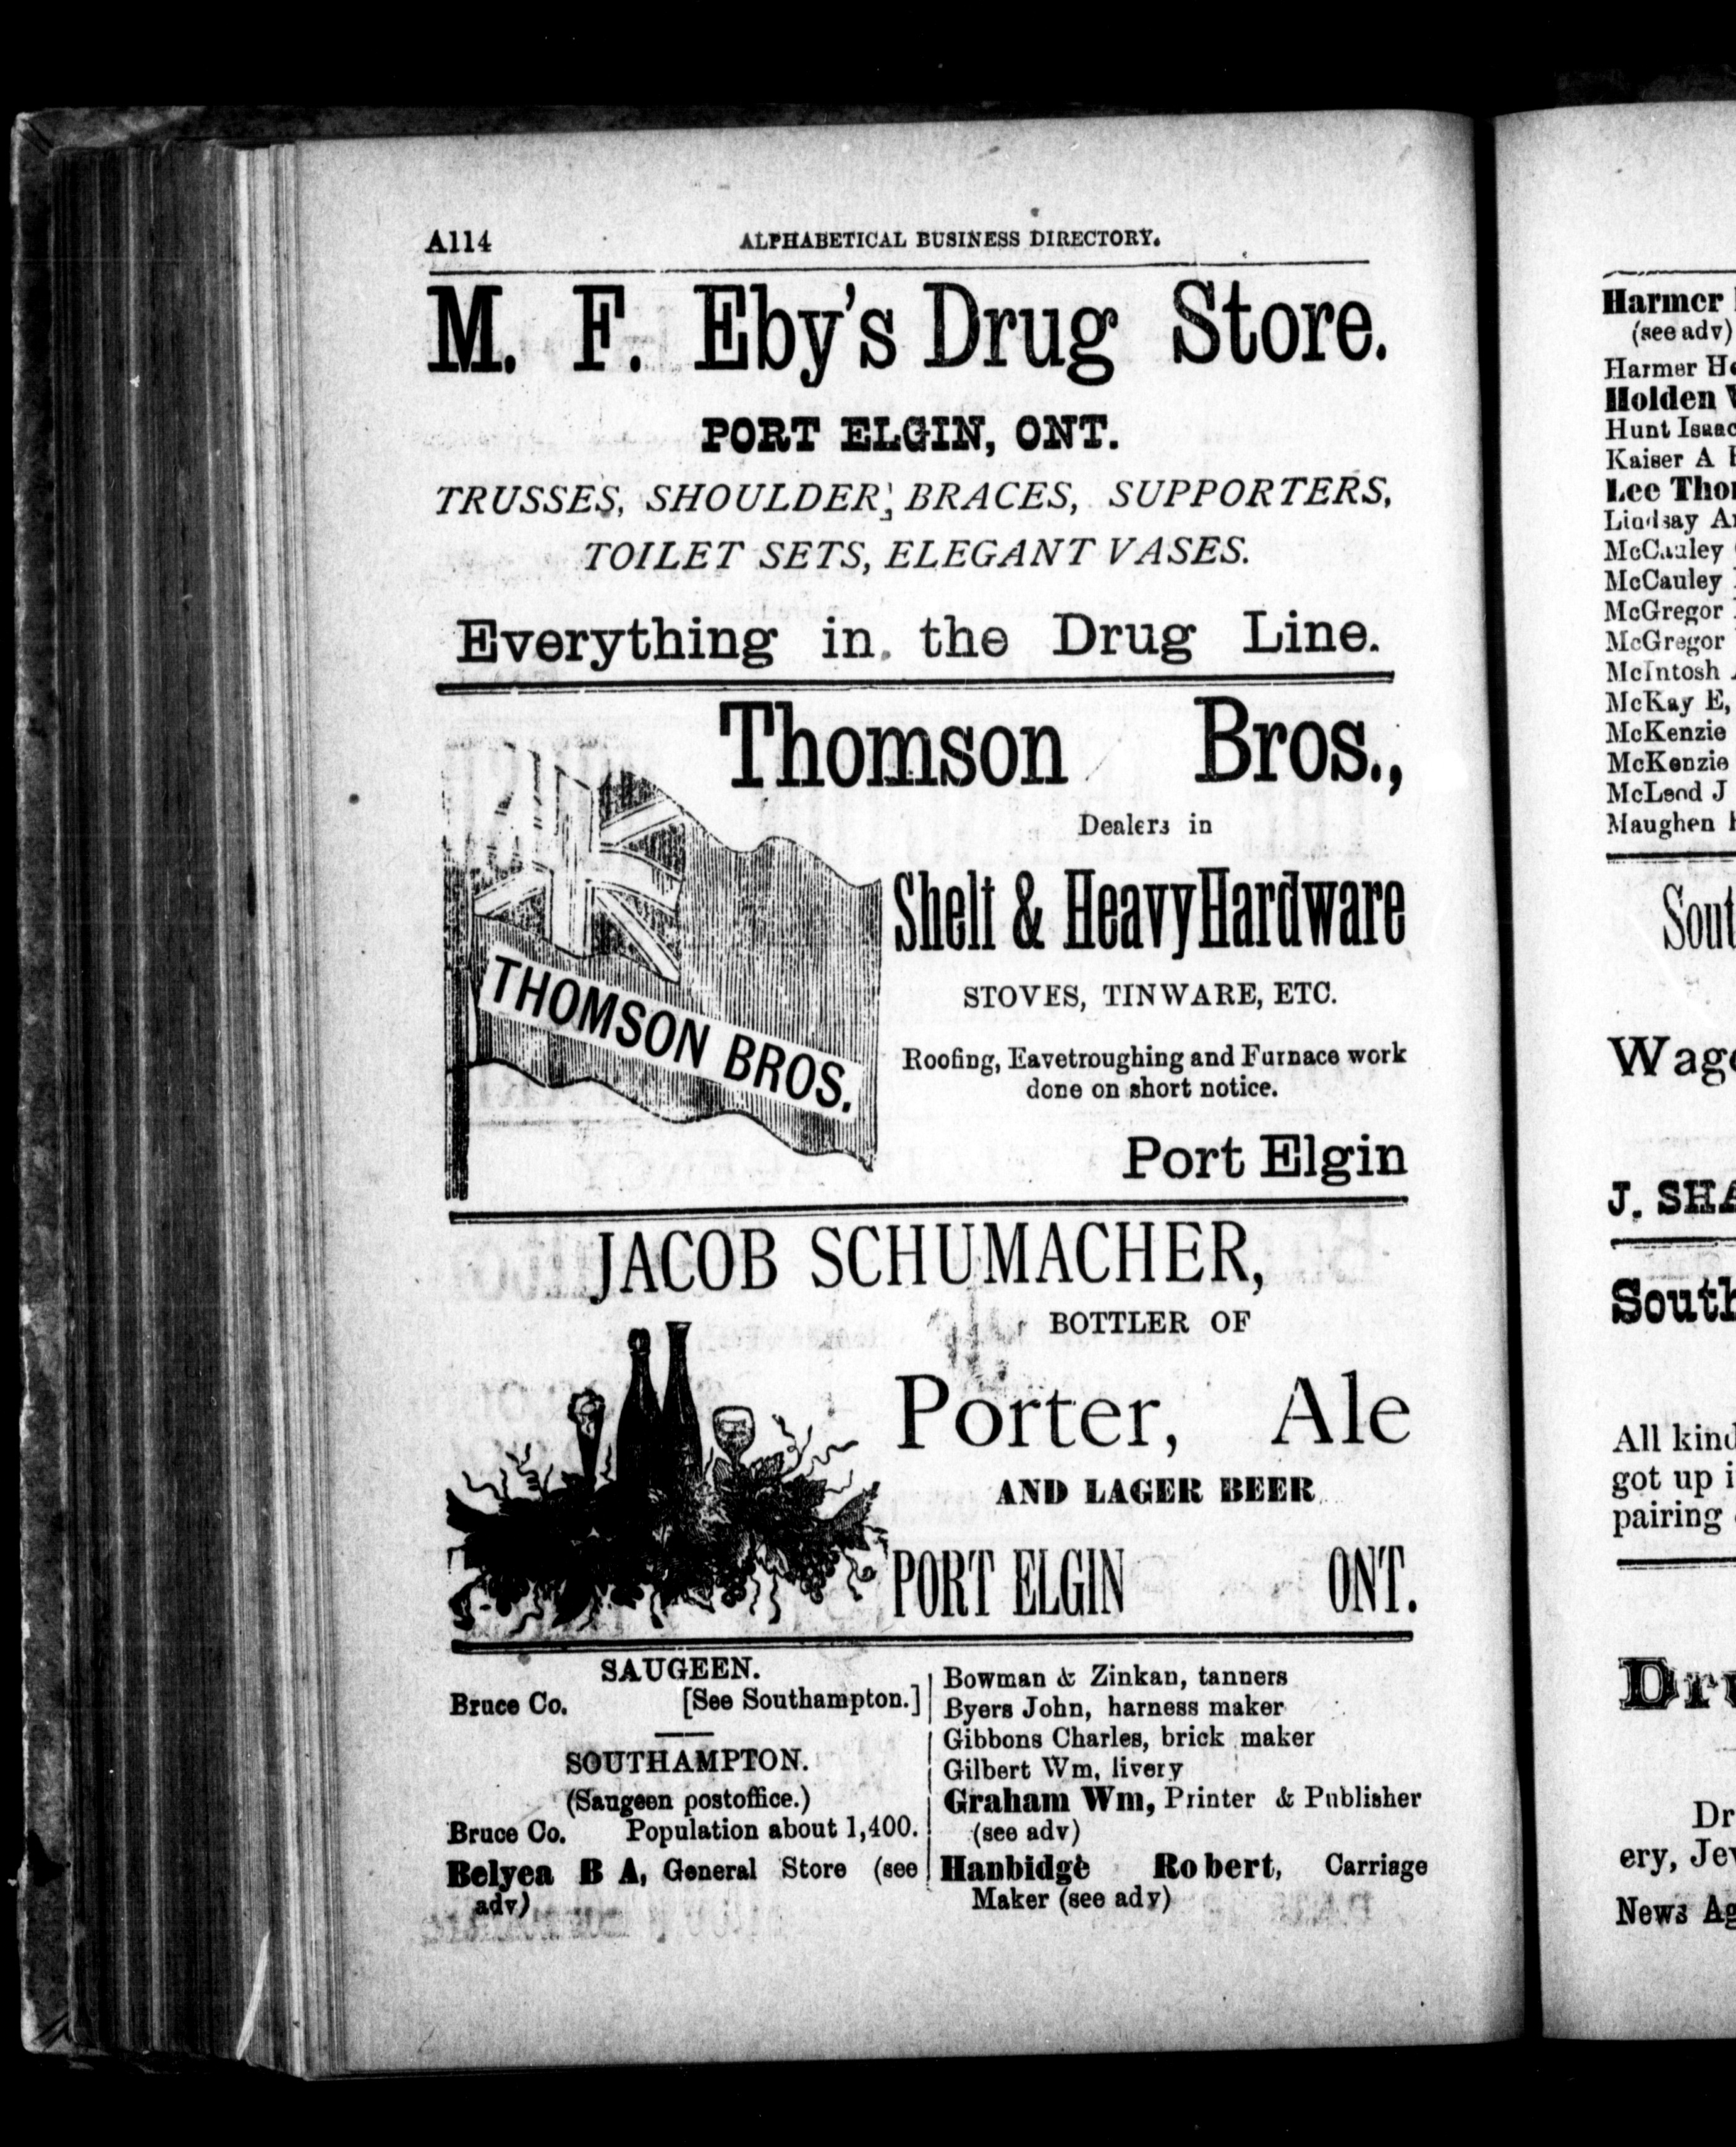 A114
ALPHABETICAL BUSINESS DIRECTORY.
M. F. Eby's Drug Store.
PORT ELGIN, ONT.
TRUSSES, SHOULDER, BRACES, SUPPORTERS,
TOILET SETS, ELEGANT VASES.
Everything in the Drug Line.
Thomson Bros.,
Dealers in
Shelf & Heavy Hardware
STOVES, TINWARE, ETC.
Roofing, Eavetroughing and Furnace work
done on short notice.
Port Elgin
THOMSON BROS.
JACOB SCHUMACHER,
BOTTLER OF
Porter, Ale
AND LAGER BEER
PORT ELGIN ONT.
SAUGEEN.
Bruce Co. [See Southampton.]
SOUTHAMPTON.
(Saugeen postoffice.)
Bruce Co. Population about 1,400.
Belyea B A, General Store (see
adv)
Bowman & Zinkan, tanners
Byers John, harness maker
Gibbons Charles, brick maker
Gilbert Wm, livery
Graham Wm, Printer & Publisher
(see adv)
Hanbidge Robert, Carriage
Maker (see adv)
Harmer
(see adv)
Harmer
Holden
Hunt Isaac
Kaiser A
Lee
Lindsay
McCauley
McCauley
McGregor
McGregor
McIntosh
McKay E,
McKenzie
McKenzie
McLeod J
Maughen
J.
All
got up
pairing
ery,
News